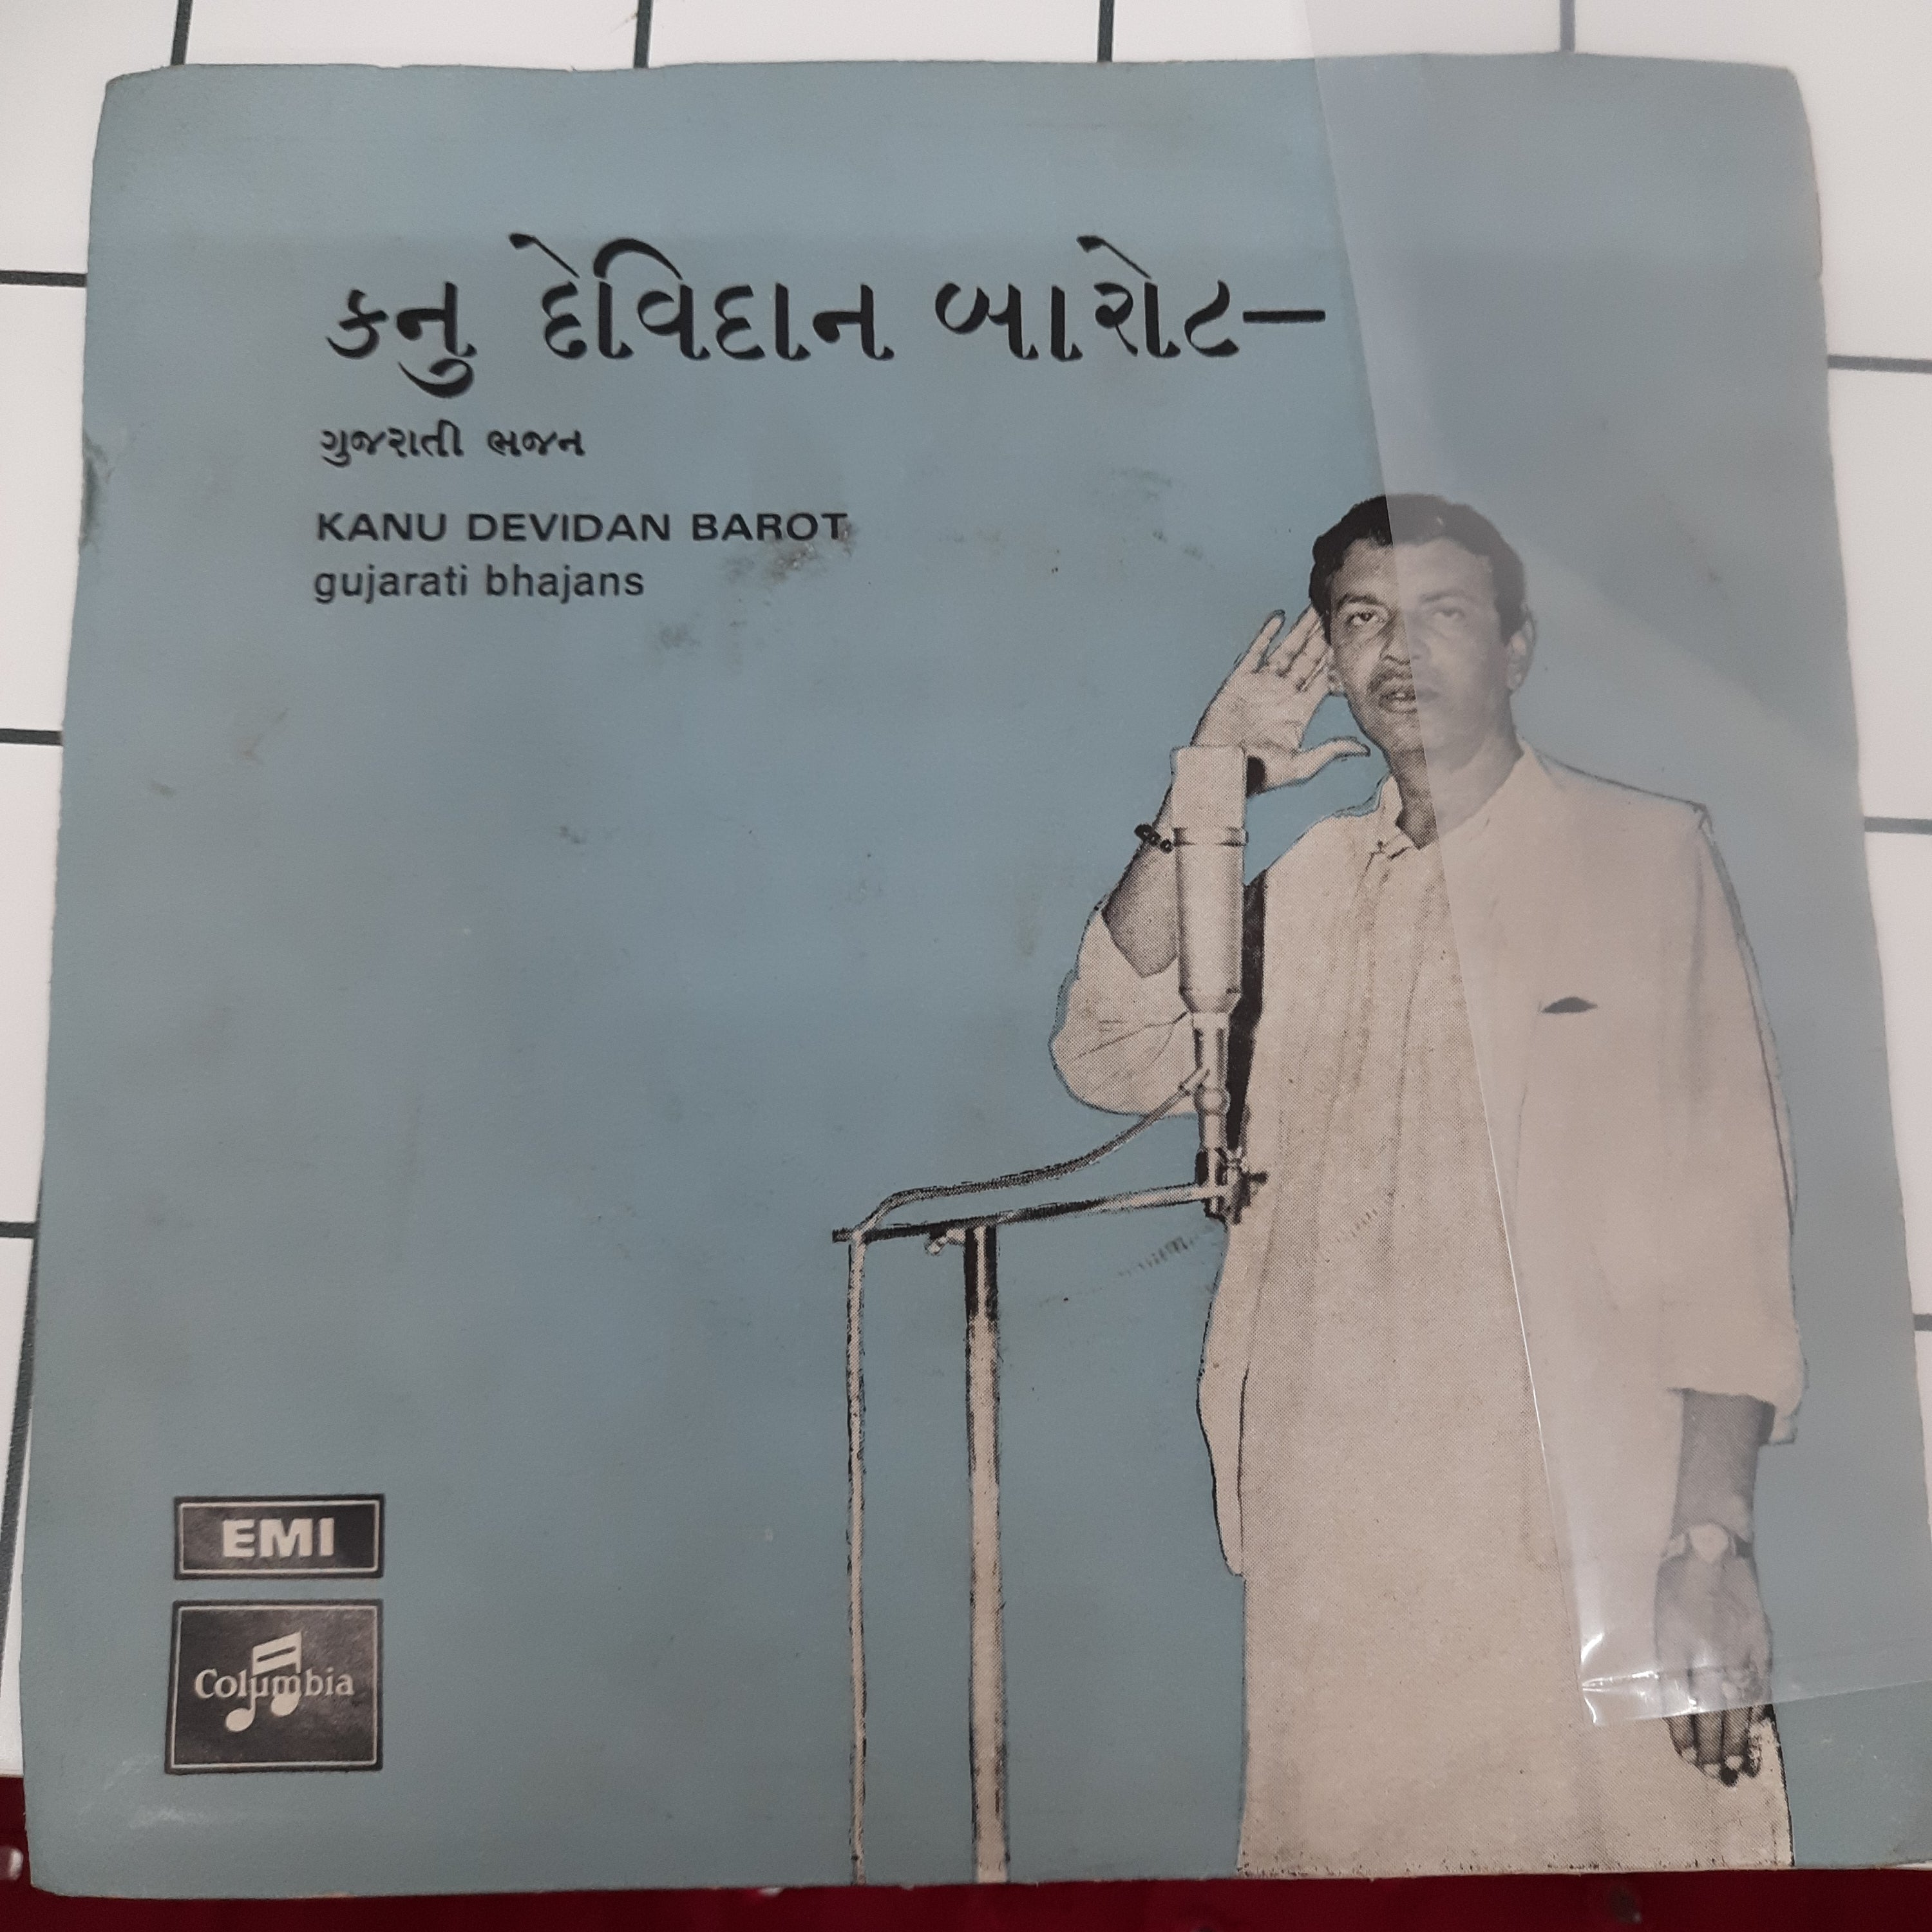 કનુ દેવિદાન બારોટ—
ગુજરાતી ભજન
KANU DEVIDAN BAROT
gujarati bhajans
EMI
Columbia